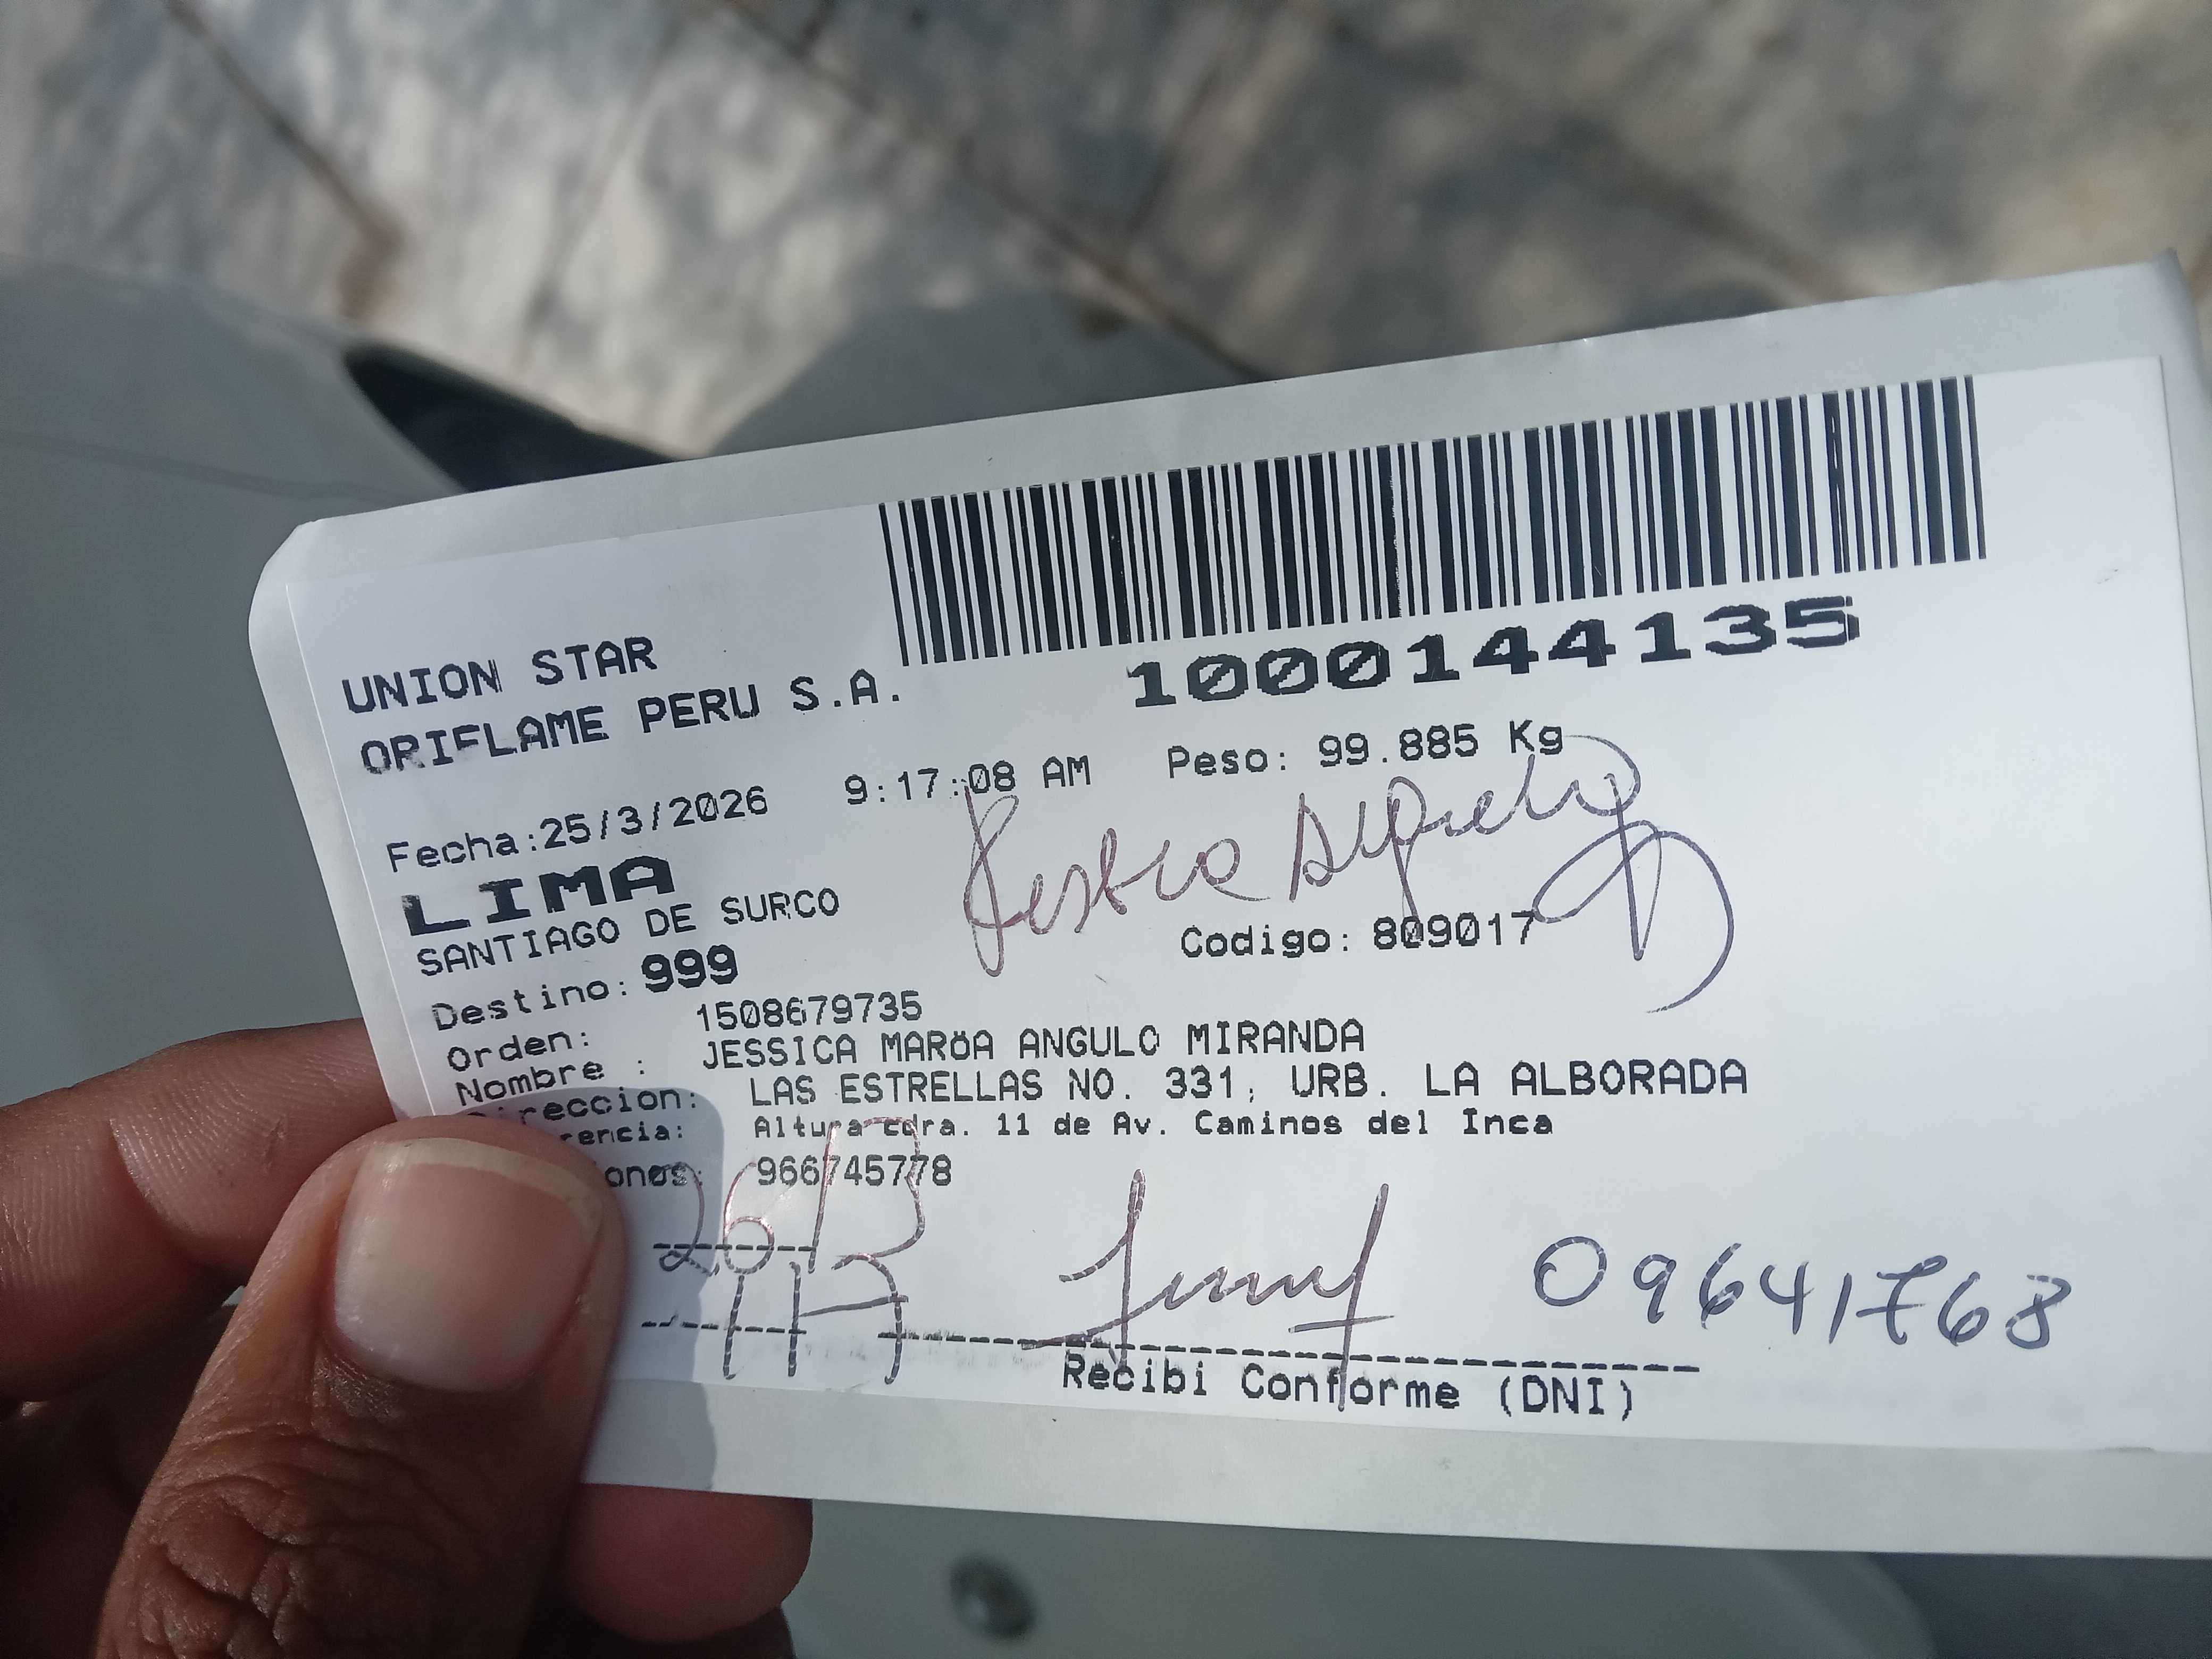 UNION STAR
ORIFLAME PERU S.A.
1000144135
Fecha:25/3/2026 9:17:08 AM Peso: 99.885 Kg
LIMA
SANTIAGO DE SURCO
Destino: 999 Codigo: 809017
Orden: 1508679735
Nombre : JESSICA MARöA ANGULO MIRANDA
Direccion: LAS ESTRELLAS NO. 331, URB. LA ALBORADA
rencia: Altura cdra. 11 de Av. Caminos del Inca
ones: 966745778
26/3
09641768
Recibi Conforme (DNI)